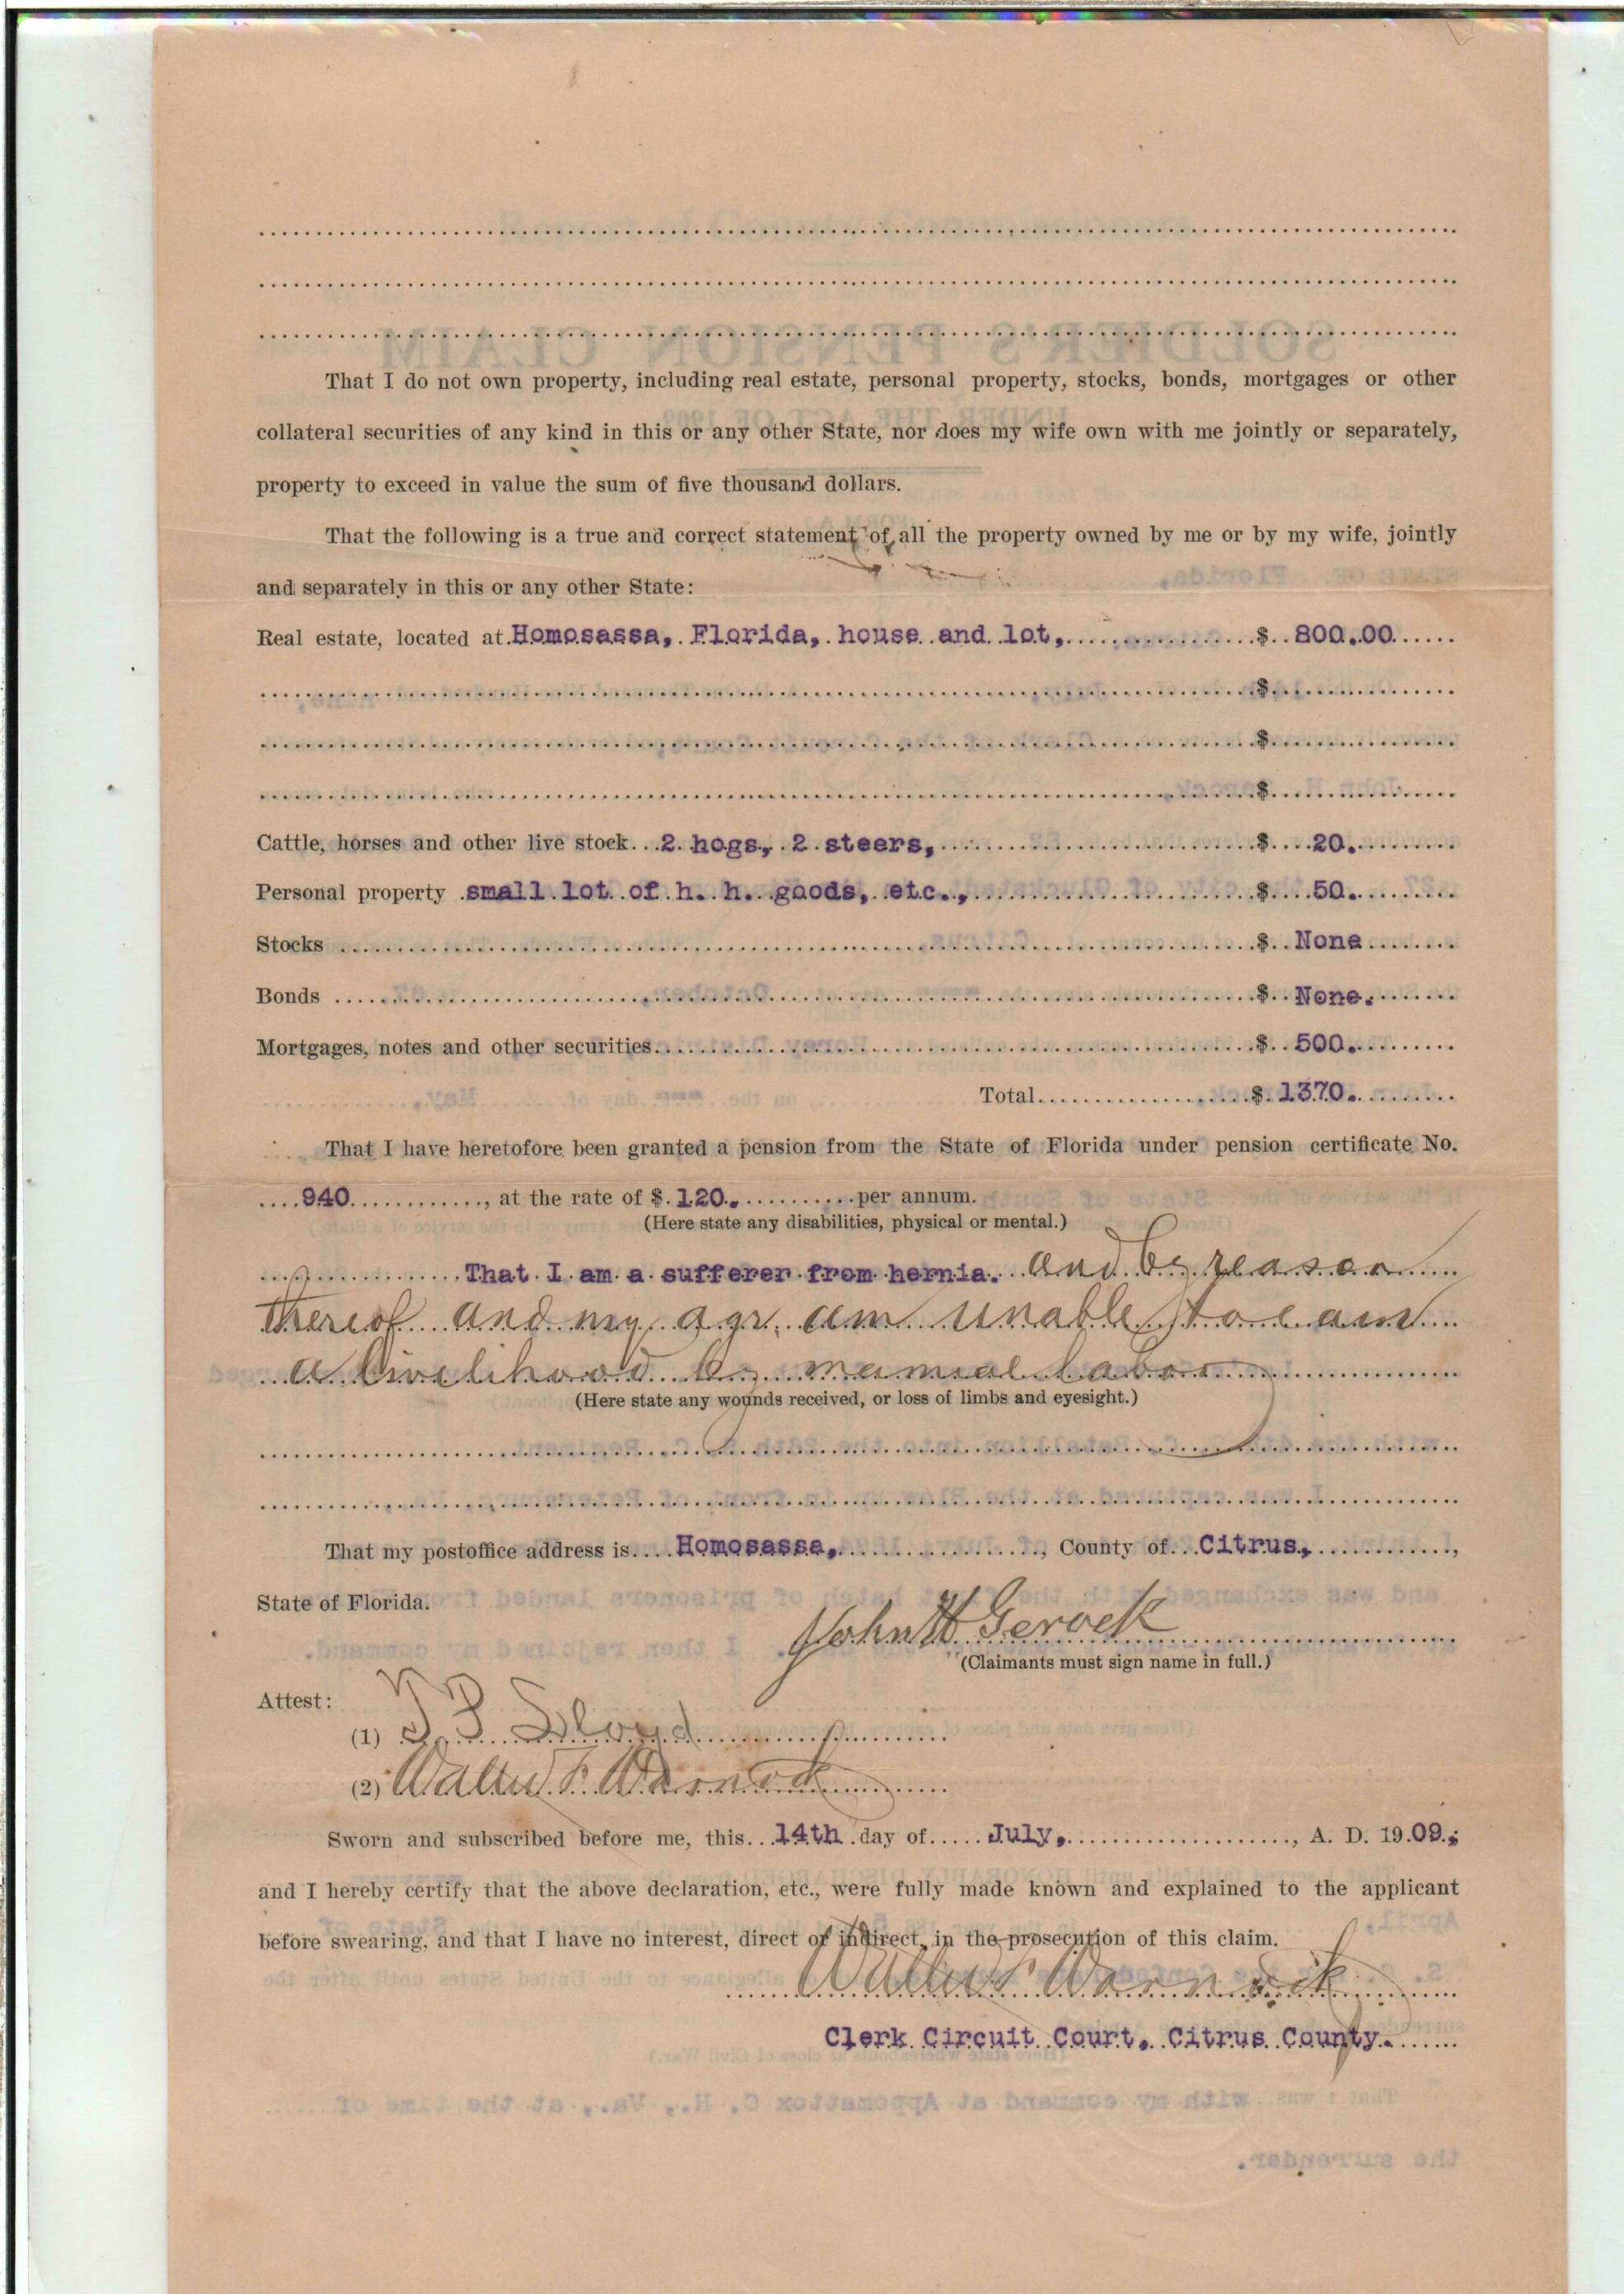 That I do not own property, including real estate, personal property, stocks, bonds, mortgages or other
collateral securities of any kind in this or any other State, nor does my wife own with me jointly or separately,
property to exceed in value the sum of five thousand dollars.
That the following is a true and correct statement of all the property owned by me or by my wife, jointly
and separately in this or any other State:
Real estate, located at Homosassa, Florida, house and lot, $ 800.00
$
$
$
Cattle, horses and other live stock 2 hogs, 2 steers, $ 20.
Personal property small lot of h. h. goods, etc., $ 50.
Stocks $ None
Bonds $ None.
Mortgages, notes and other securities $ 500.
Total $ 1370.
That I have heretofore been granted a pension from the State of Florida under pension certificate No.
940, at the rate of $ 120. per annum.
(Here state any disabilities, physical or mental.)
That I am a sufferer from hernia. and by reason
thereof and my age, am unable to earn
a livelihood by manual labor
(Here state any wounds received, or loss of limbs and eyesight.)
That my postoffice address is Homosassa, County of Citrus,
State of Florida.
John H Gerock
(Claimants must sign name in full.)
Attest:
(1)
(2) Walter F. Warnock
Sworn and subscribed before me, this 14th day of July, A. D. 1909.;
and I hereby certify that the above declaration, etc., were fully made known and explained to the applicant
before swearing, and that I have no interest, direct or indirect, in the prosecution of this claim.
Walter F. Warnock
Clerk Circuit Court, Citrus County.